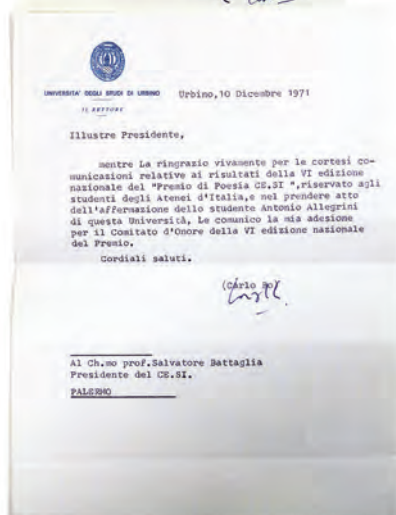 UNIVERSITA' DEGLI STUDI DI URBINO
IL RETTORE
Urbino,10 Dicembre 1971
Illustre Presidente,
mentre La ringrazio vivamente per le cortesi co-
municazioni relative ai risultati della VI edizione
nazionale del "Premio di Poesia CE.SI ",riservato agli
studenti degli Atenei d'Italia,e nel prendere atto
dell'affermazione dello studente Antonio Allegrini
di questa Università, Le comunico la mia adesione
per il Comitato d'Onore della VI edizione nazionale
del Premio.
Cordiali saluti.
(Carlo Bo)
Al Ch.mo prof.Salvatore Battaglia
Presidente del CE.SI.
PALERMO